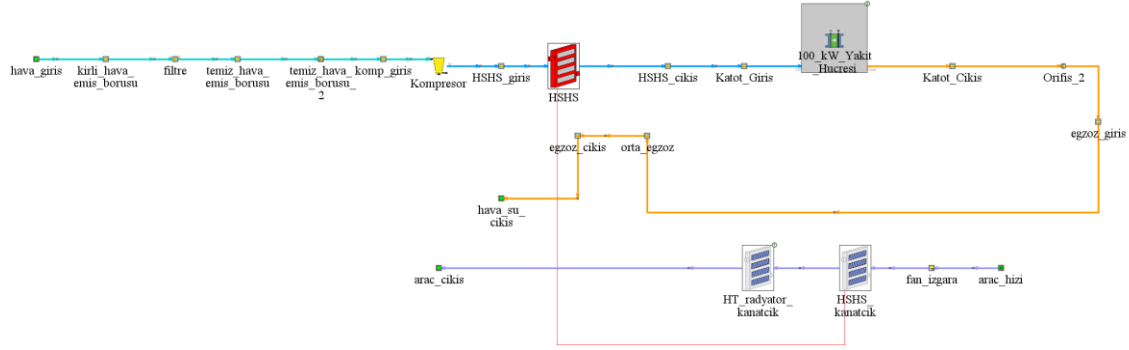 hava_giris
kirli_hava_
emis_borusu
filtre
temiz_hava_
emis_borusu
temiz_hava_
emis_borusu_
2
komp_giris
Kompresor
HSHS_giris
HSHS
HSHS_cikis
Katot_Giris
100_kW_Yakit
_Hucresi
Katot_Cikis
Orifis_2
egzoz_giris
egzoz_cikis
orta_egzoz
hava_su_
cikis
arac_cikis
HT_radyator_
kanatcik
HSHS_
kanatcik
fan_izgara
arac_hizi